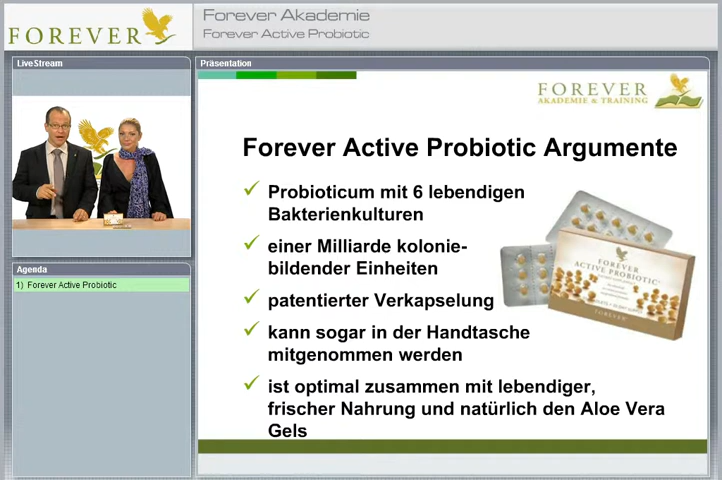 FOREVER
Forever Akademie
Forever Active Probiotic
LiveStream
Präsentation
FOREVER
AKADEMIE & TRAINING
Forever Active Probiotic Argumente
Probioticum mit 6 lebendigen
Bakterienkulturen
einer Milliarde kolonie-
bildender Einheiten
patentierter Verkapselung
kann sogar in der Handtasche
mitgenommen werden
ist optimal zusammen mit lebendiger,
frischer Nahrung und natürlich den Aloe Vera
Gels
FOREVER
ACTIVE PROBIOTIC
FOREVER
Agenda
1) Forever Active Probiotic